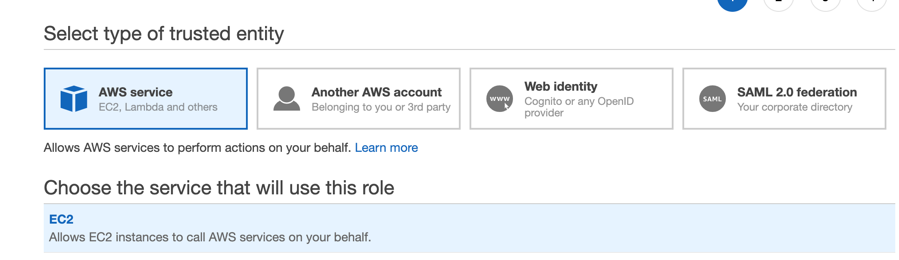 Select type of trusted entity
AWS service
EC2, Lambda and others
Another AWS account
Belonging to you or 3rd party
www
Web identity
Cognito or any OpenID
provider
SAML
SAML 2.0 federation
Your corporate directory
Allows AWS services to perform actions on your behalf. Learn more
Choose the service that will use this role
EC2
Allows EC2 instances to call AWS services on your behalf.